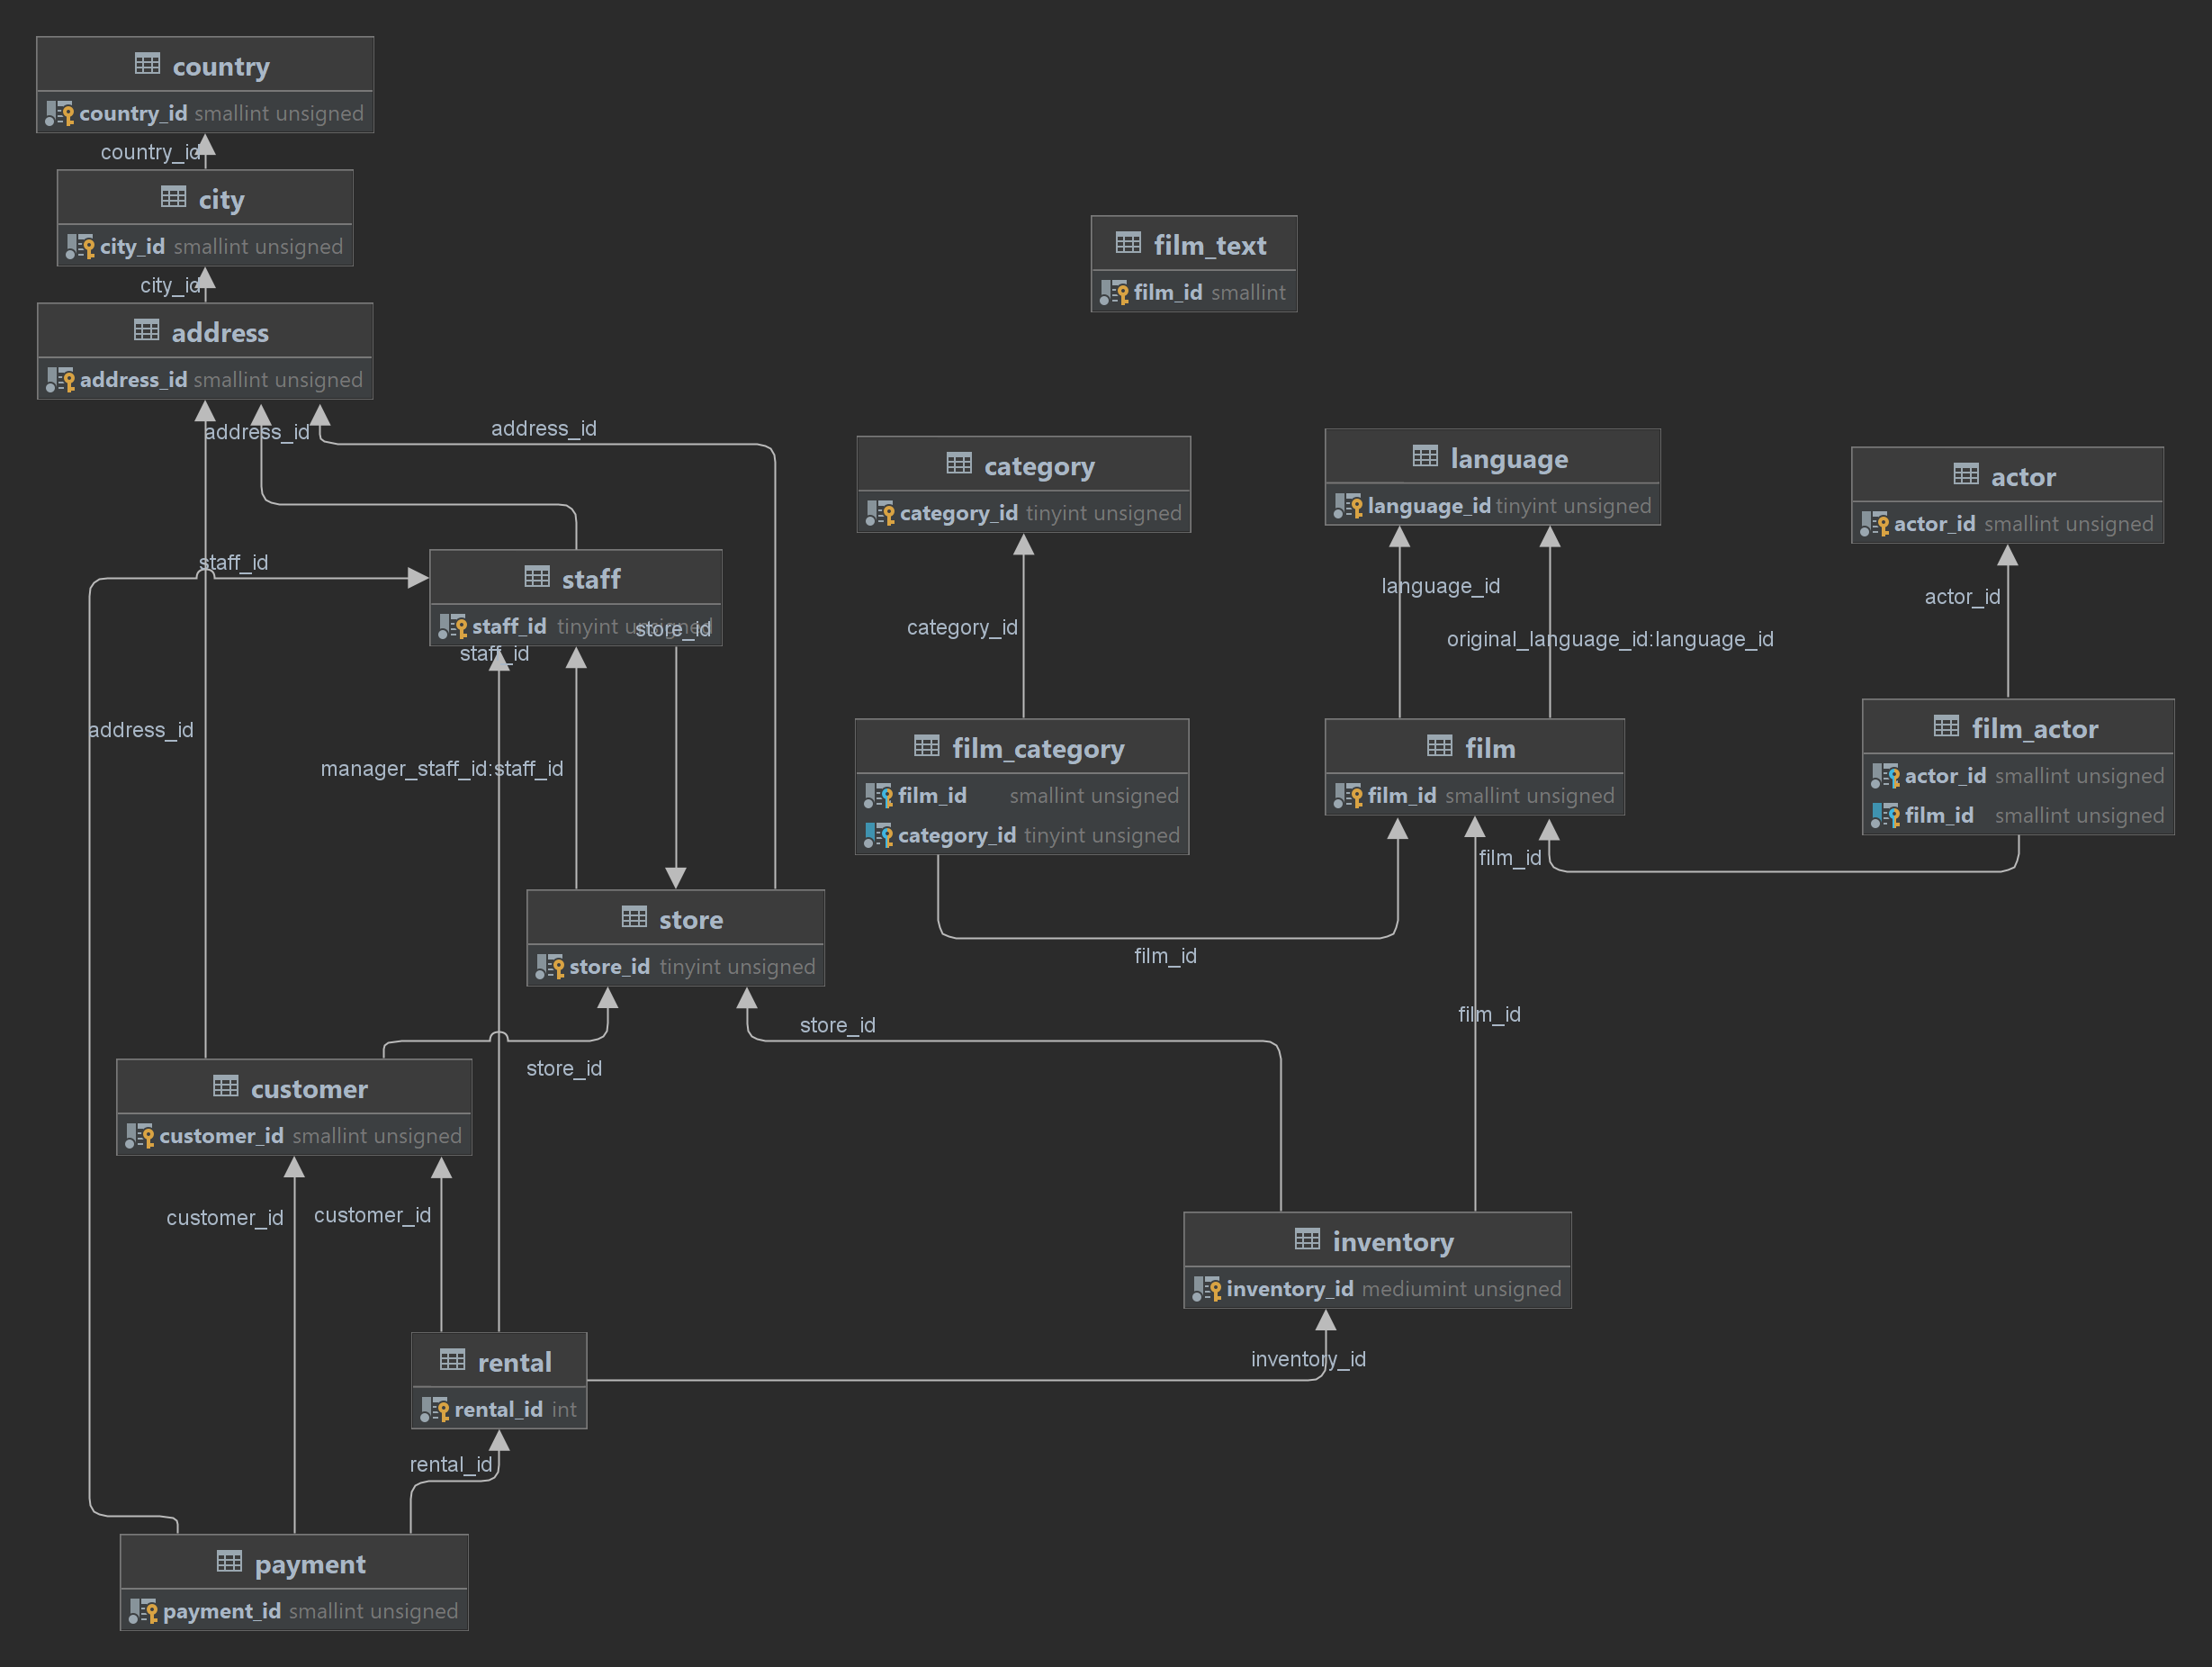 country
country_id smallint unsigned
country_id
city
city_id smallint unsigned
city_id
address
address_id smallint unsigned
film_text
film_id smallint
address_id
address_id
category
category_id tinyint unsigned
language
language_id tinyint unsigned
actor
actor_id smallint unsigned
staff_id
staff
staff_id tinyint unsigned
store_id
staff_id
category_id
language_id
original_language_id:language_id
actor_id
address_id
manager_staff_id:staff_id
film_category
film_id smallint unsigned
category_id tinyint unsigned
film
film_id smallint unsigned
film_actor
actor_id smallint unsigned
film_id smallint unsigned
film_id
film_id
store
store_id tinyint unsigned
store_id
film_id
store_id
customer
customer_id smallint unsigned
customer_id
customer_id
inventory
inventory_id mediumint unsigned
inventory_id
rental
rental_id int
rental_id
payment
payment_id smallint unsigned